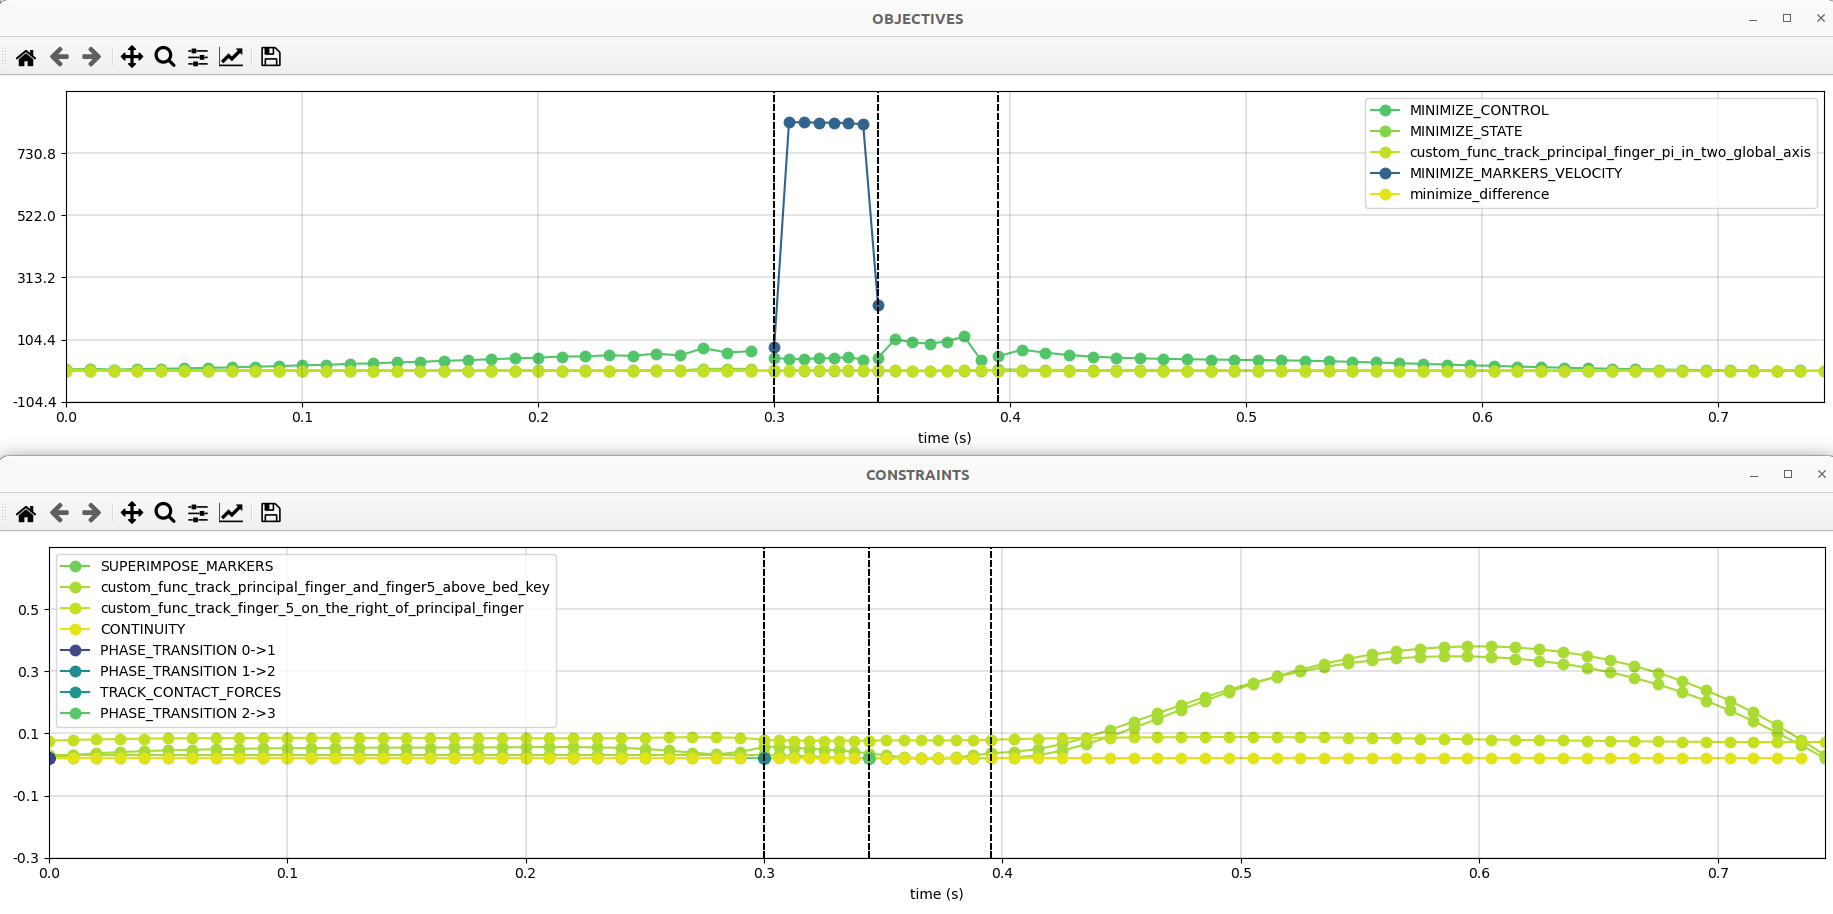 OBJECTIVES
MINIMIZE_CONTROL
MINIMIZE_STATE
custom_func_track_principal_finger_pi_in_two_global_axis
MINIMIZE_MARKERS_VELOCITY
minimize_difference
730.8
522.0
313.2
104.4
-104.4
0.0 0.1 0.2 0.3 0.4 0.5 0.6 0.7
time (s)
CONSTRAINTS
SUPERIMPOSE_MARKERS
custom_func_track_principal_finger_and_finger5_above_bed_key
custom_func_track_finger_5_on_the_right_of_principal_finger
CONTINUITY
PHASE_TRANSITION 0->1
PHASE_TRANSITION 1->2
TRACK_CONTACT_FORCES
PHASE_TRANSITION 2->3
0.5
0.3
0.1
-0.1
-0.3
0.0 0.1 0.2 0.3 0.4 0.5 0.6 0.7
time (s)